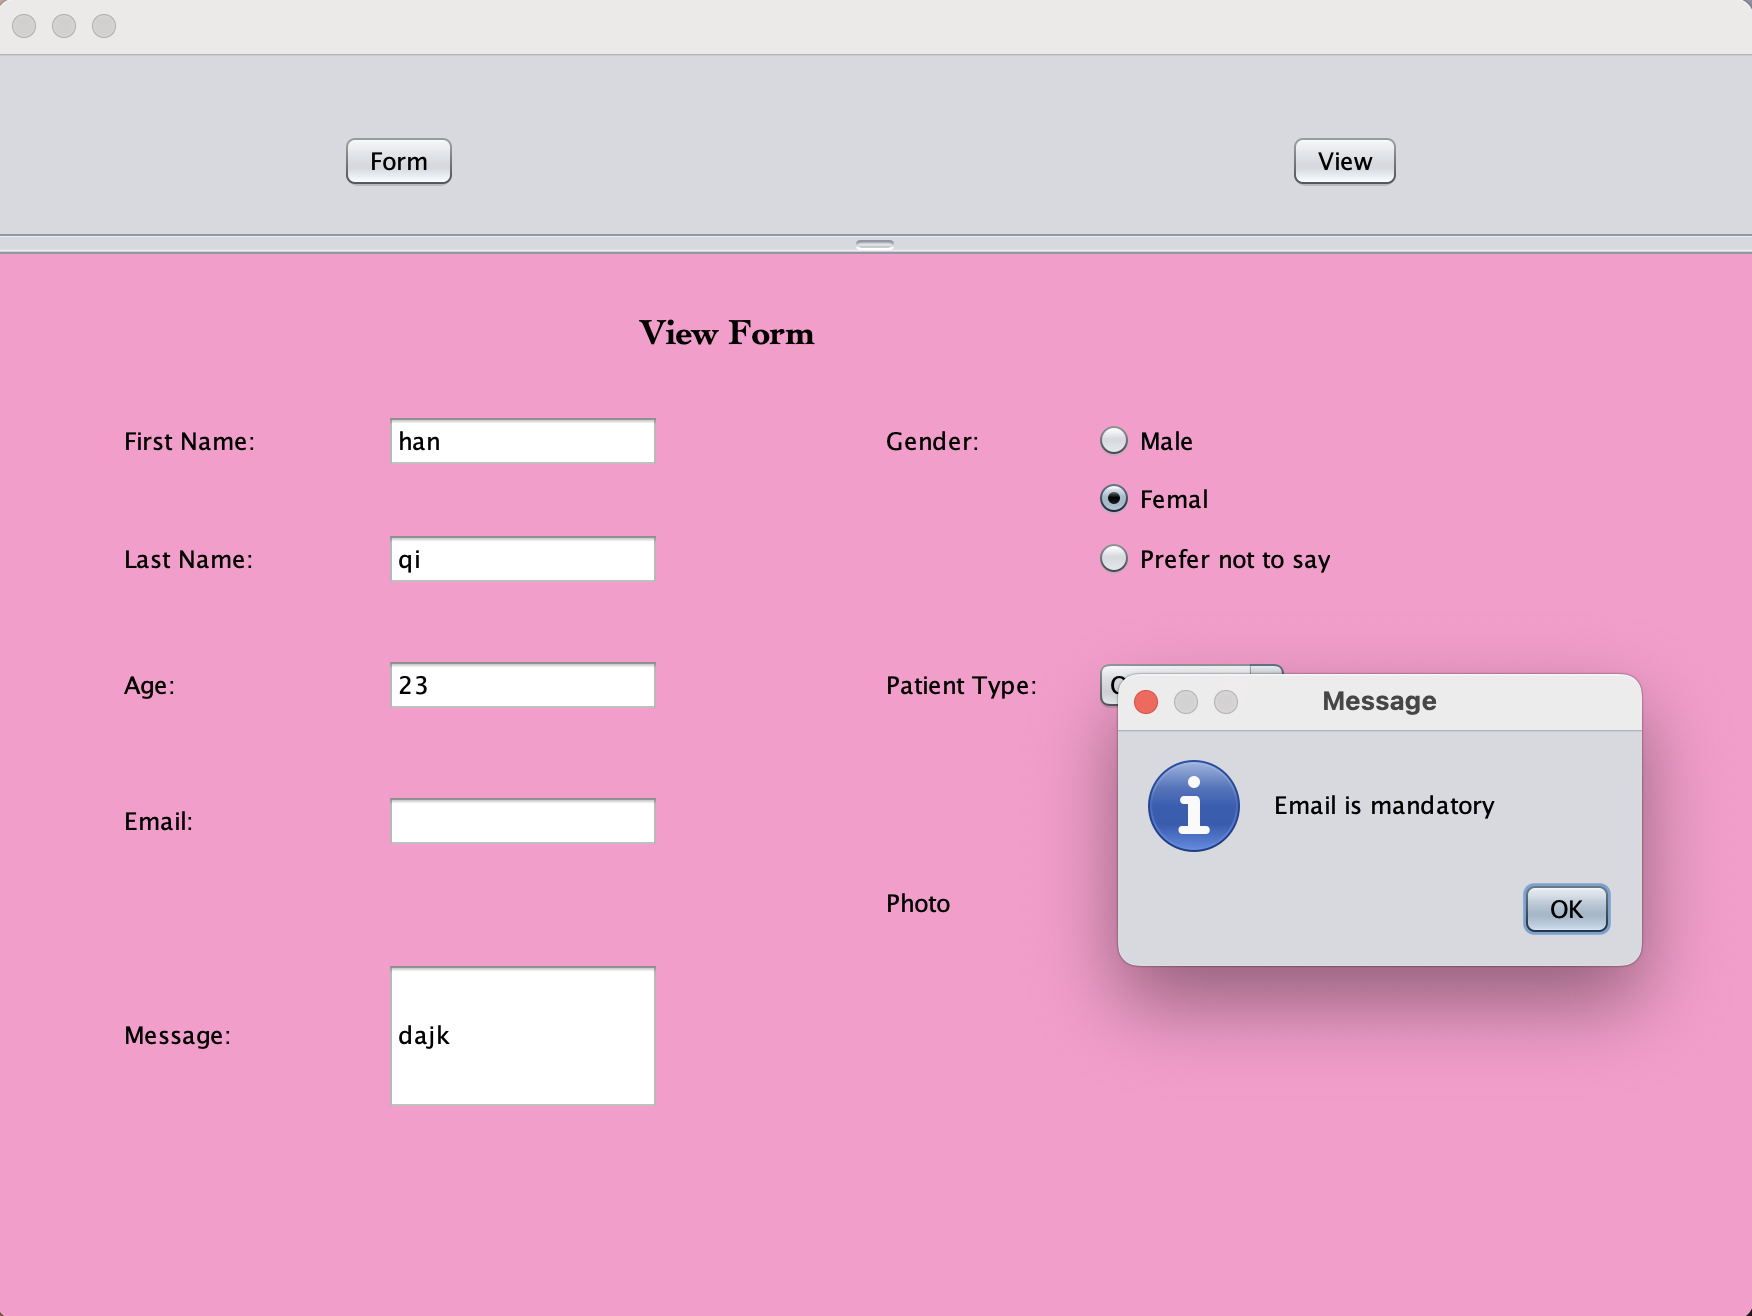 Form
View
View Form
First Name:
han
Gender:
Male
Femal
Last Name:
qi
Prefer not to say
Age:
23
Patient Type:
Message
Email is mandatory
OK
Email:
Photo
Message:
dajk